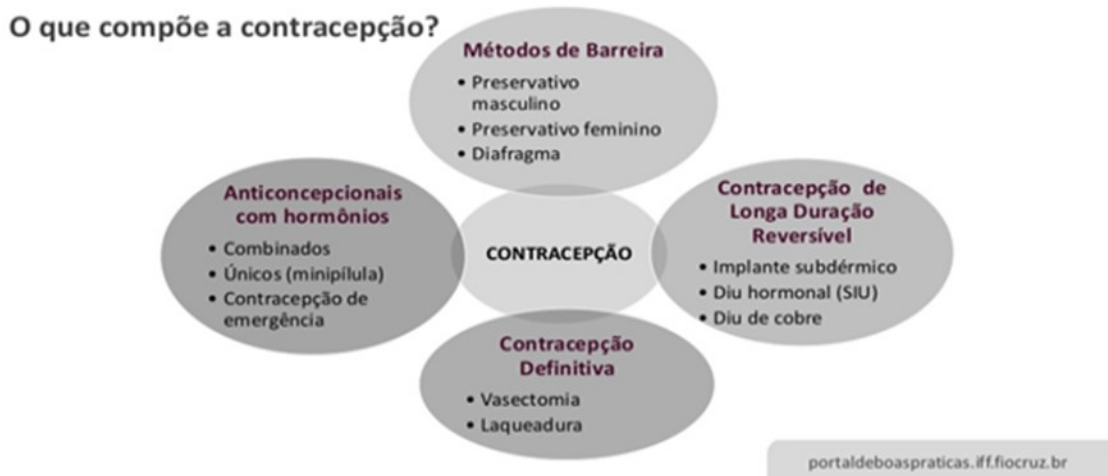 O que compõe a contracepção?
Métodos de Barreira
• Preservativo
masculino
• Preservativo feminino
• Diafragma
Anticoncepcionais
com hormônios
• Combinados
• Únicos (minipílula)
• Contracepção de
emergência
CONTRACEPÇÃO
Contracepção de
Longa Duração
Reversível
• Implante subdérmico
• Diu hormonal (SIU)
• Diu de cobre
Contracepção
Definitiva
• Vasectomia
• Laqueadura
portaldeboaspraticas.iff.fiocruz.br